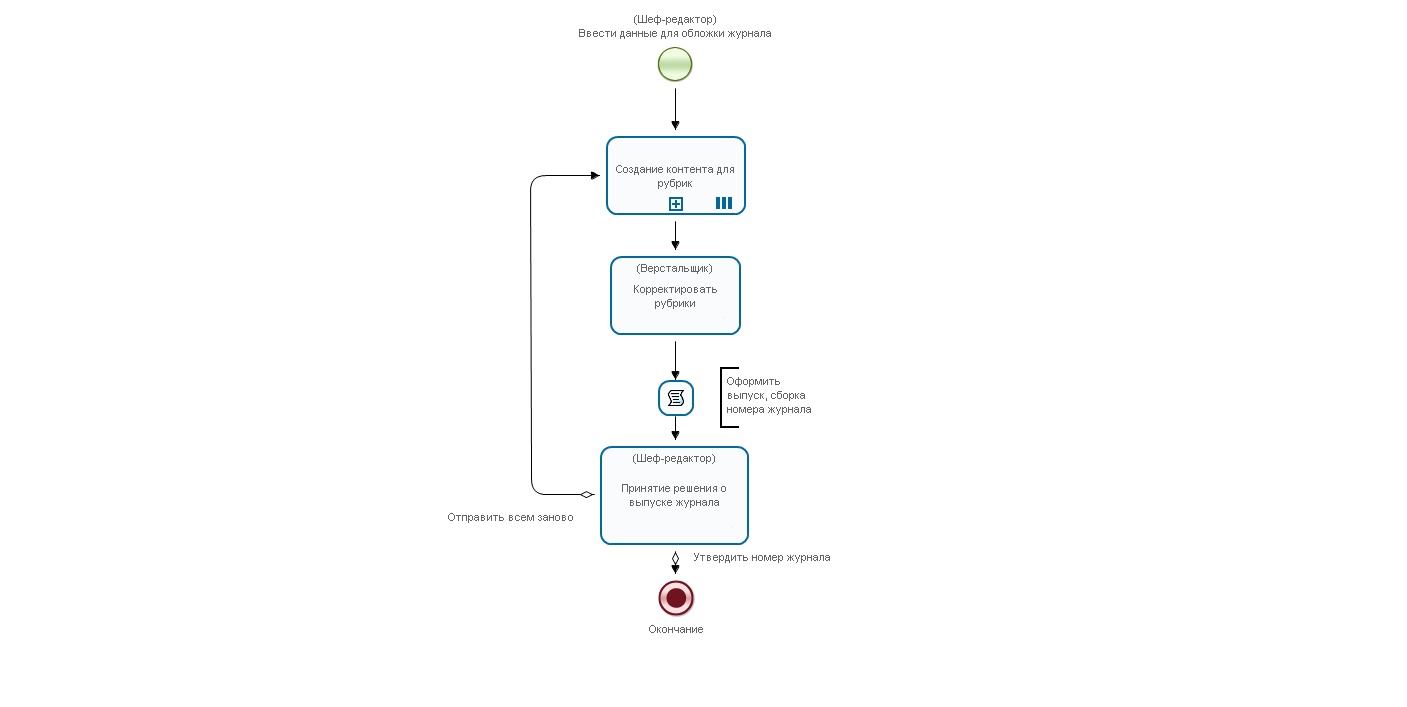 (Шеф-редактор)
Ввести данные для обложки журнала
Создание контента для
рубрик
(Верстальщик)
Корректировать
рубрики
Оформить
выпуск, сборка
номера журнала
(Шеф-редактор)
Принятие решения о
выпуске журнала
Отправить всем заново
Утвердить номер журнала
Окончание